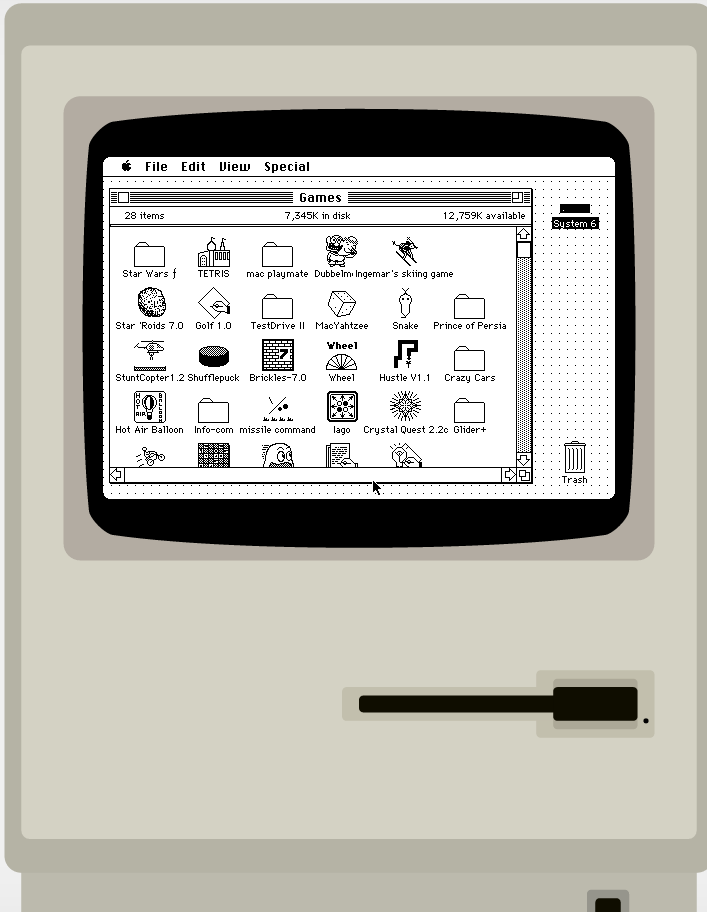 File Edit View Special
Games
28 items 7,345K in disk 12,759K available
System 6
Star Wars ƒ TETRIS mac playmate Dubbelm Ingemar's skiing game
Star 'Roids 7.0 Golf 1.0 TestDrive II MacYahtzee Snake Prince of Persia
StuntCopter1.2 Shufflepuck Brickles-7.0 Wheel Hustle V1.1 Crazy Cars
Hot Air Balloon Info-com missile command Iago Crystal Quest 2.2c Glider+
Trash